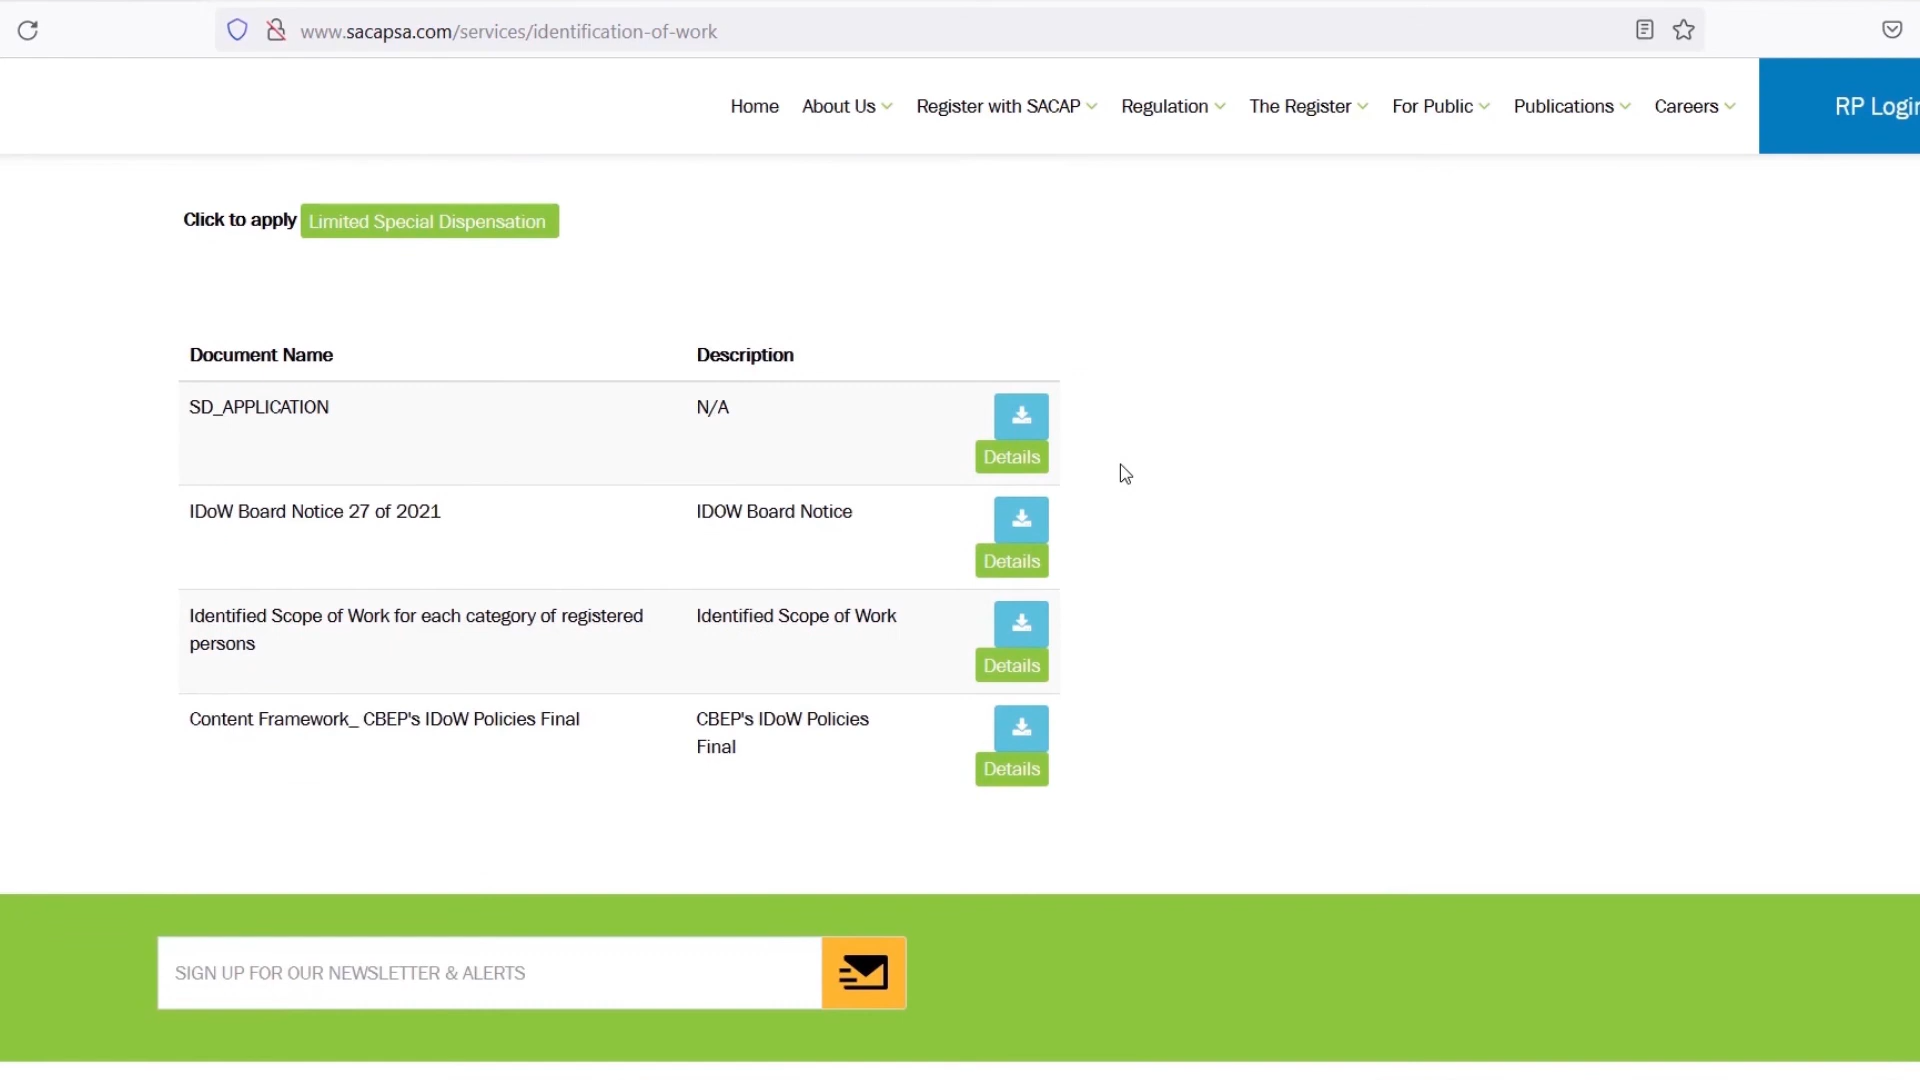 www.sacapsa.com/services/identification-of-work
Home About Us Register with SACAP Regulation The Register For Public Publications Careers RP Login
Click to apply Limited Special Dispensation
Document Name Description
SD_APPLICATION N/A
Details
IDoW Board Notice 27 of 2021 IDOW Board Notice
Details
Identified Scope of Work for each category of registered Identified Scope of Work
persons
Details
Content Framework_ CBEP's IDoW Policies Final CBEP's IDoW Policies
Final
Details
SIGN UP FOR OUR NEWSLETTER & ALERTS